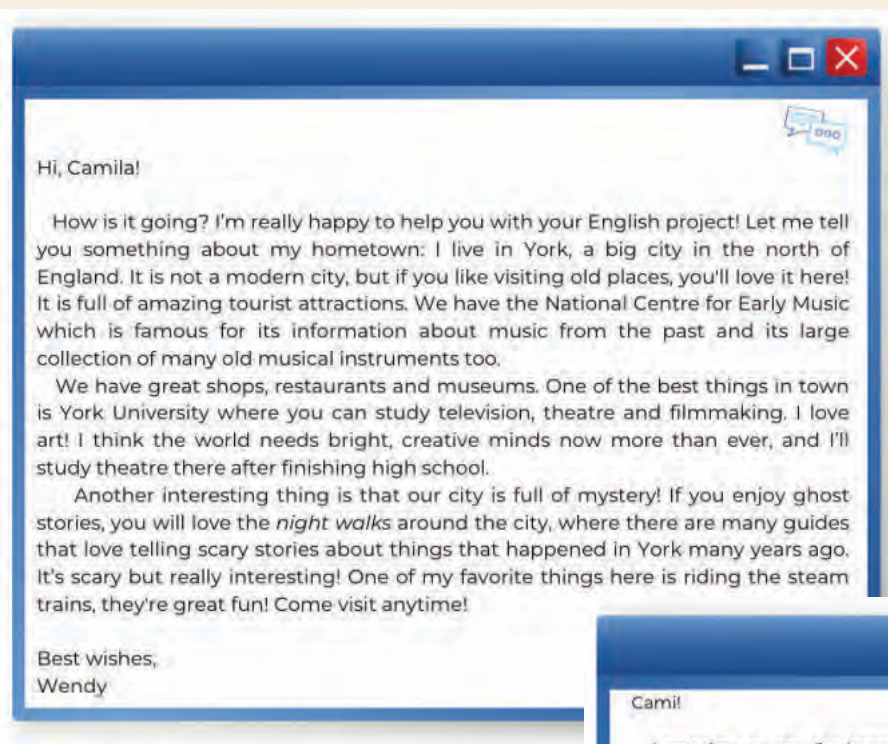 Hi, Camila!
How is it going? I'm really happy to help you with your English project! Let me tell
you something about my hometown: I live in York, a big city in the north of
England. It is not a modern city, but if you like visiting old places, you'll love it here!
It is full of amazing tourist attractions. We have the National Centre for Early Music
which is famous for its information about music from the past and its large
collection of many old musical instruments too.
We have great shops, restaurants and museums. One of the best things in town
is York University where you can study television, theatre and filmmaking. I love
art! I think the world needs bright, creative minds now more than ever, and I'll
study theatre there after finishing high school.
Another interesting thing is that our city is full of mystery! If you enjoy ghost
stories, you will love the night walks around the city, where there are many guides
that love telling scary stories about things that happened in York many years ago.
It's scary but really interesting! One of my favorite things here is riding the steam
trains, they're great fun! Come visit anytime!
Best wishes,
Wendy
Cami!